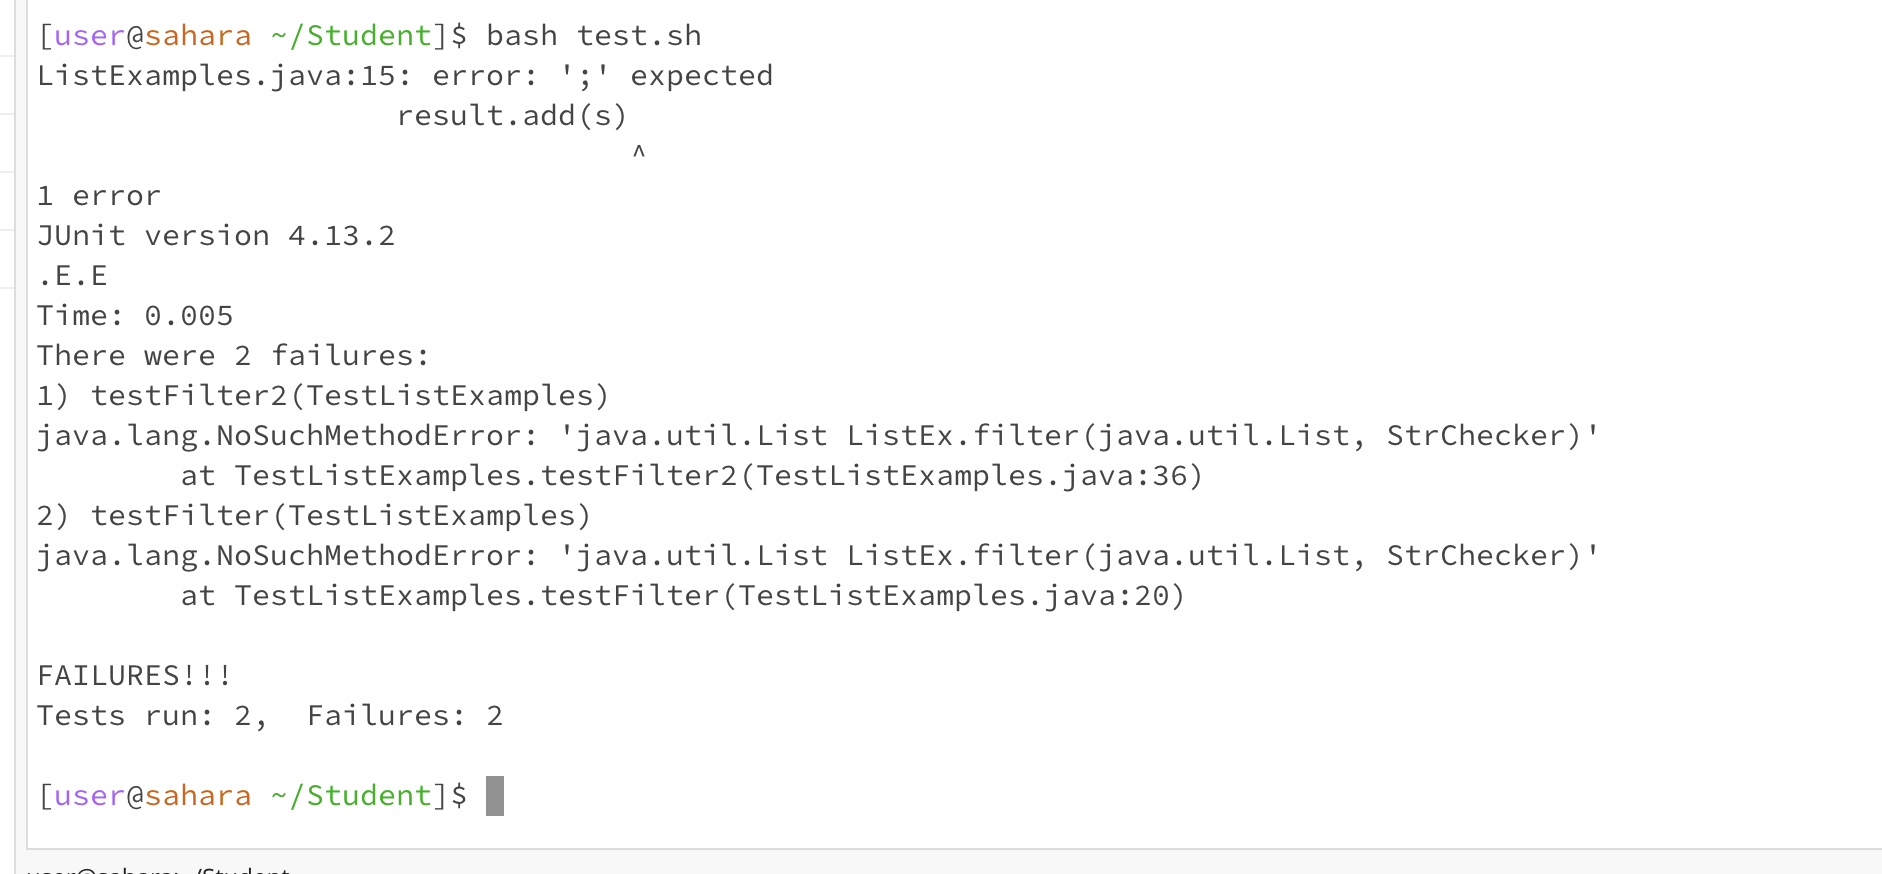 [user@sahara ~/Student]$ bash test.sh
ListExamples.java:15: error: ';' expected
                    result.add(s)
                                 ^
1 error
JUnit version 4.13.2
.E.E
Time: 0.005
There were 2 failures:
1) testFilter2(TestListExamples)
java.lang.NoSuchMethodError: 'java.util.List ListEx.filter(java.util.List, StrChecker)'
        at TestListExamples.testFilter2(TestListExamples.java:36)
2) testFilter(TestListExamples)
java.lang.NoSuchMethodError: 'java.util.List ListEx.filter(java.util.List, StrChecker)'
        at TestListExamples.testFilter(TestListExamples.java:20)

FAILURES!!!
Tests run: 2,  Failures: 2

[user@sahara ~/Student]$
user@sahara: ~/Student